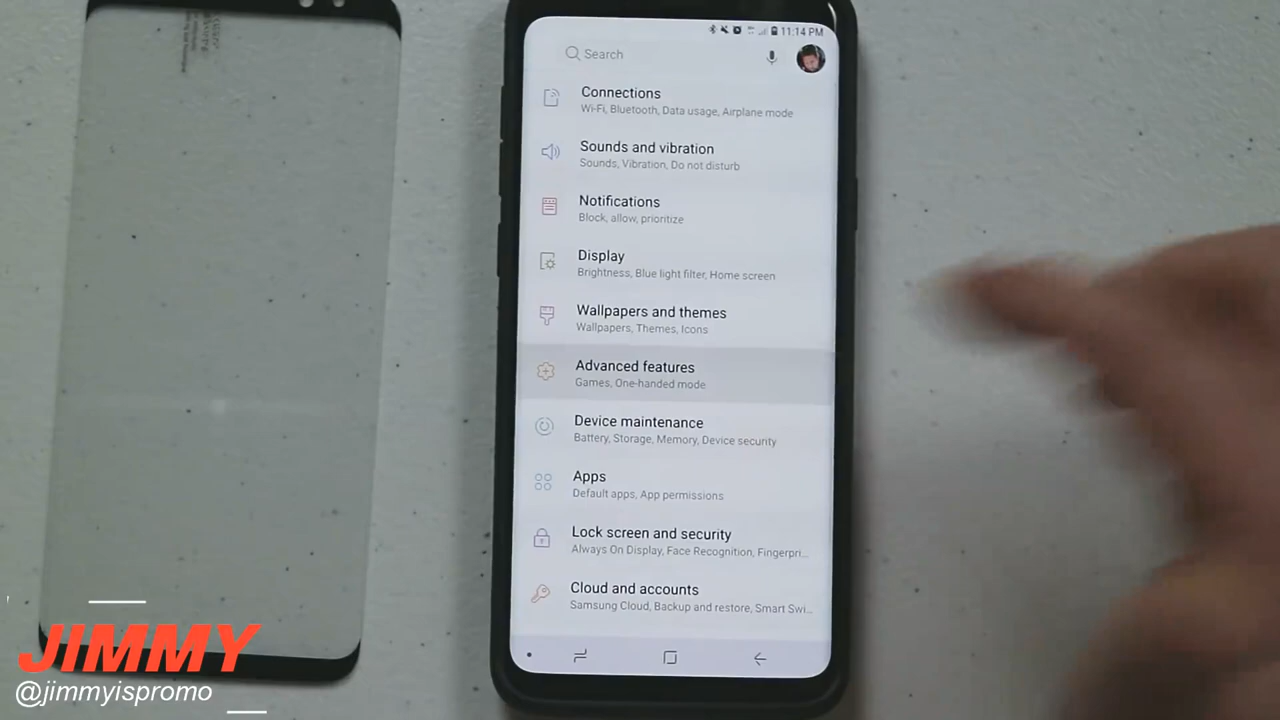 11:14 PM
Search
Connections
Wi-Fi, Bluetooth, Data usage, Airplane mode
Sounds and vibration
Sounds, Vibration, Do not disturb
Notifications
Block, allow, prioritize
Display
Brightness, Blue light filter, Home screen
Wallpapers and themes
Wallpapers, Themes, Icons
Advanced features
Games, One-handed mode
Device maintenance
Battery, Storage, Memory, Device security
Apps
Default apps, App permissions
Lock screen and security
Always On Display, Face Recognition, Fingerpri...
Cloud and accounts
Samsung Cloud, Backup and restore, Smart Swi...
JIMMY
@jimmyispromo